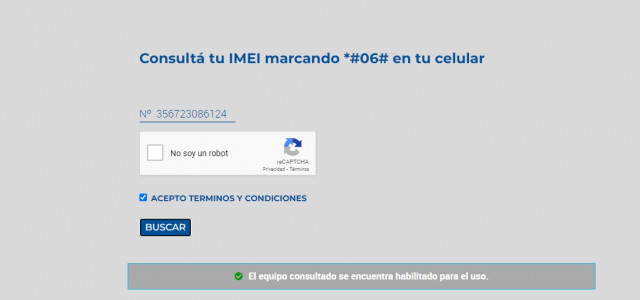 Consultá tu IMEI marcando *#06# en tu celular
Nº 356723086124
No soy un robot
reCAPTCHA
Privacidad - Términos
ACEPTO TERMINOS Y CONDICIONES
BUSCAR
El equipo consultado se encuentra habilitado para el uso.